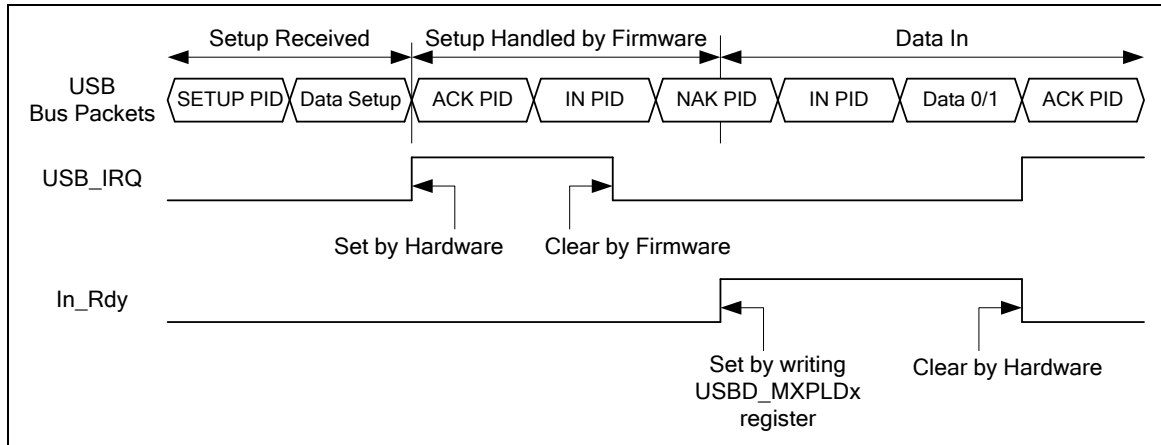 Setup Received
Setup Handled by Firmware
Data In
USB
Bus Packets
SETUP PID
Data Setup
ACK PID
IN PID
NAK PID
IN PID
Data 0/1
ACK PID
USB_IRQ
Set by Hardware
Clear by Firmware
In_Rdy
Set by writing
USBD_MXPLDx
register
Clear by Hardware